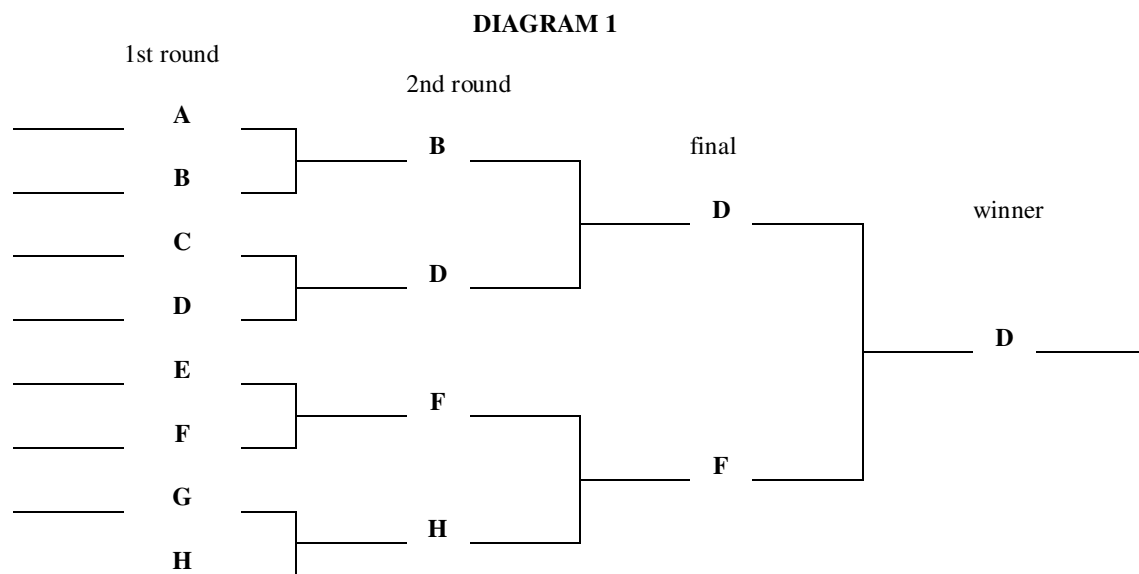 DIAGRAM 1
1st round
2nd round
A
B
B
final
D
winner
C
D
D
D
E
F
F
F
G
H
H